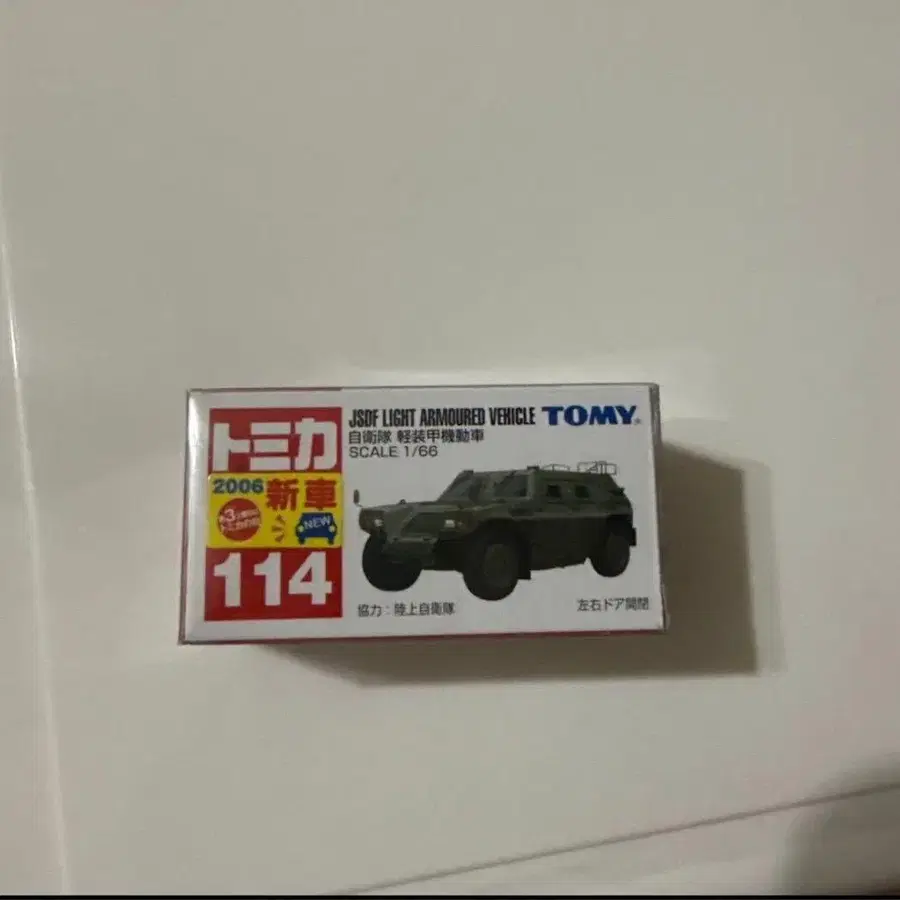 トミカ
JSDF LIGHT ARMOURED VEHICLE TOMY
自衛隊 軽装甲機動車
SCALE 1/66
2006 新車
NEW
114
協力：陸上自衛隊
左右ドア開閉